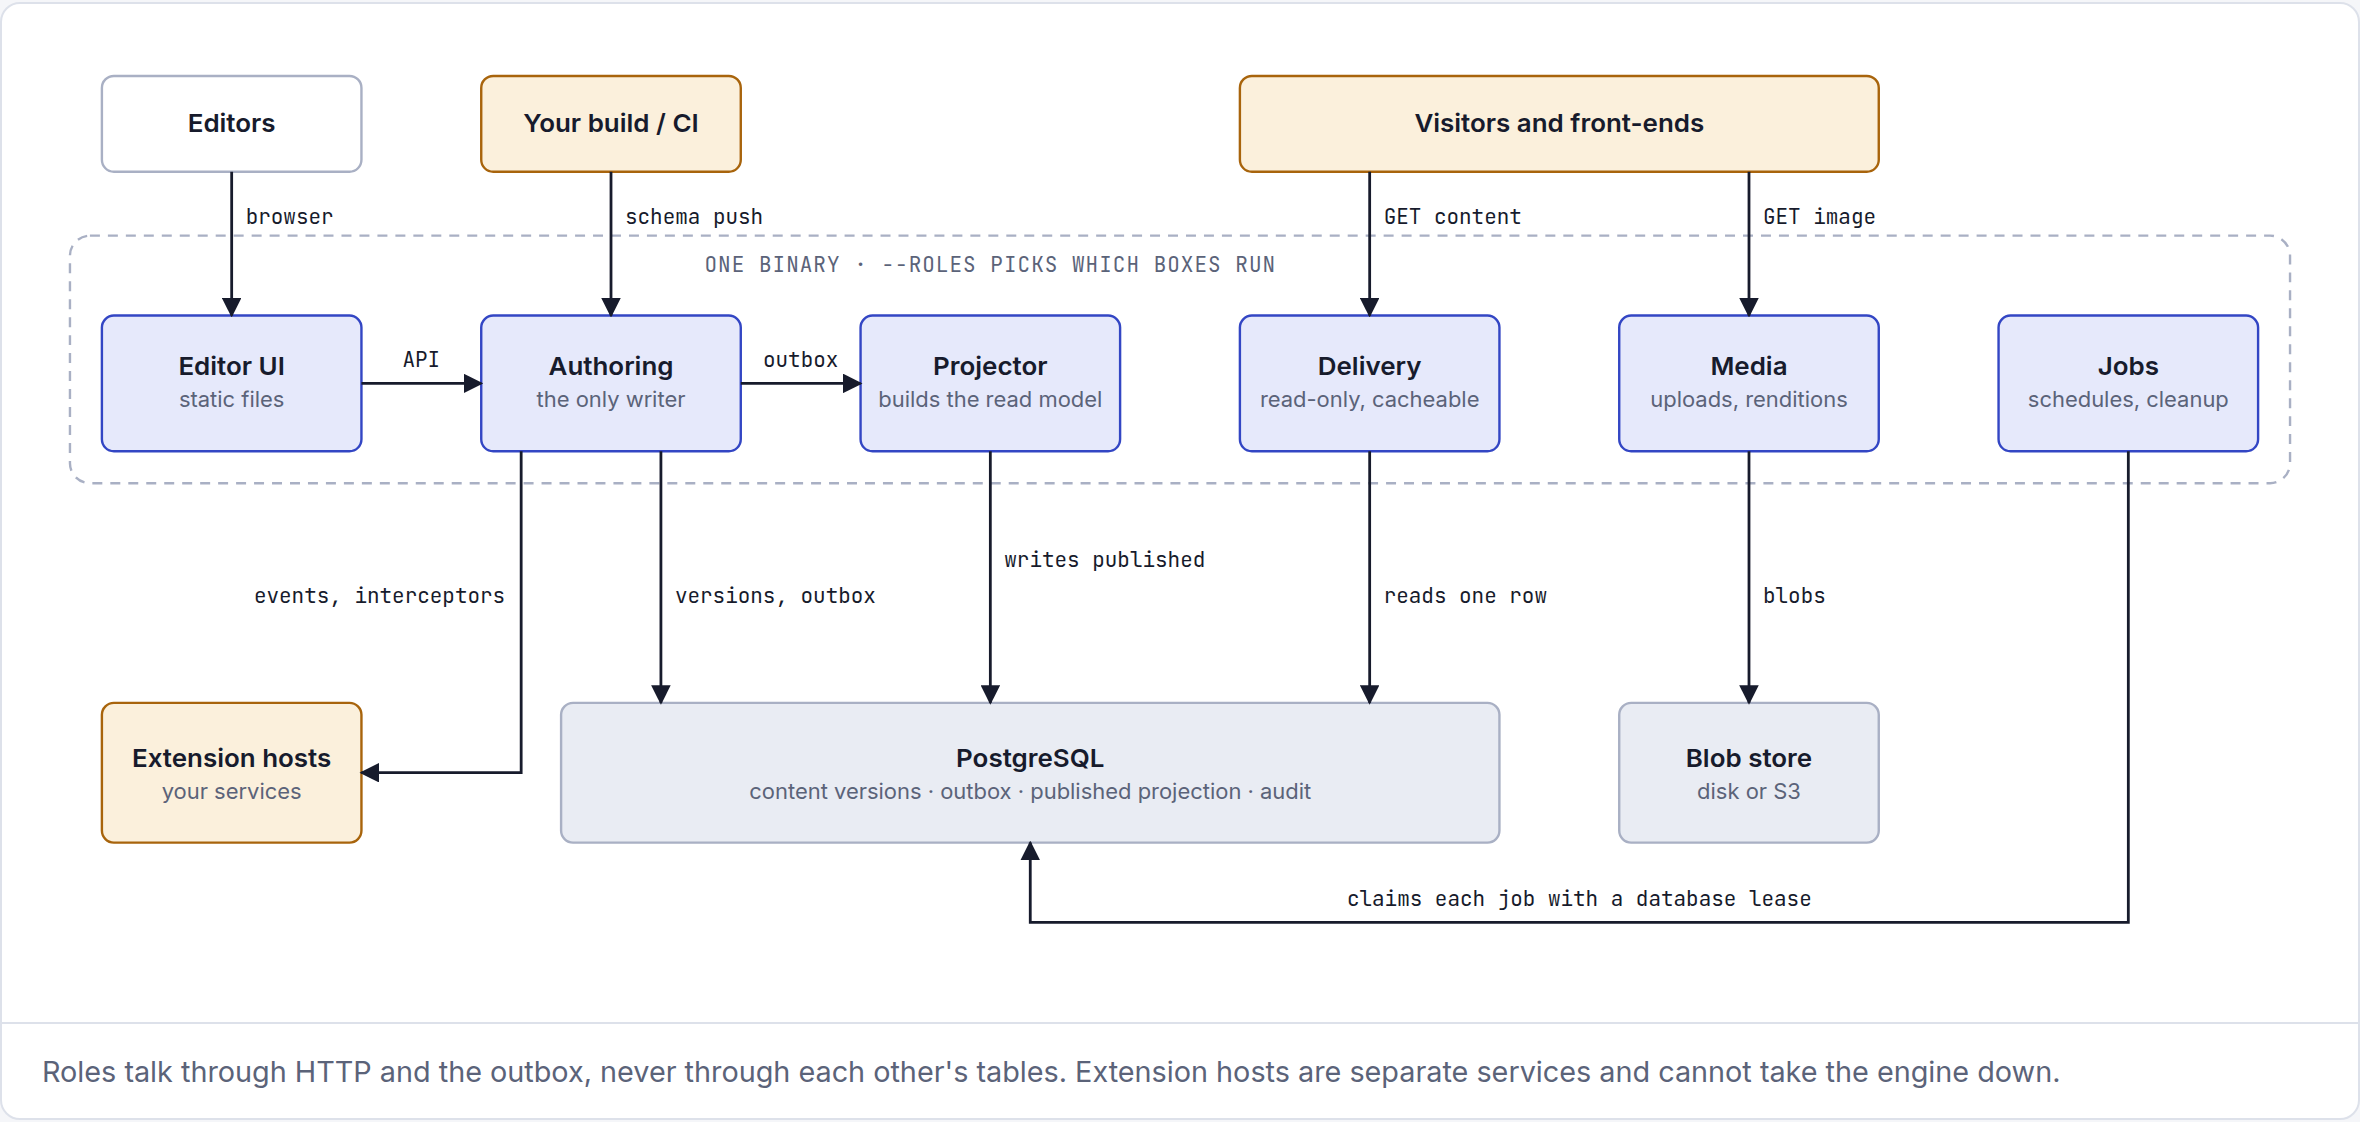 Editors
Your build / CI
Visitors and front-ends
browser
schema push
GET content
GET image
ONE BINARY · --ROLES PICKS WHICH BOXES RUN
Editor UI
static files
API
Authoring
the only writer
outbox
Projector
builds the read model
Delivery
read-only, cacheable
Media
uploads, renditions
Jobs
schedules, cleanup
events, interceptors
versions, outbox
writes published
reads one row
blobs
Extension hosts
your services
PostgreSQL
content versions · outbox · published projection · audit
Blob store
disk or S3
claims each job with a database lease
Roles talk through HTTP and the outbox, never through each other's tables. Extension hosts are separate services and cannot take the engine down.